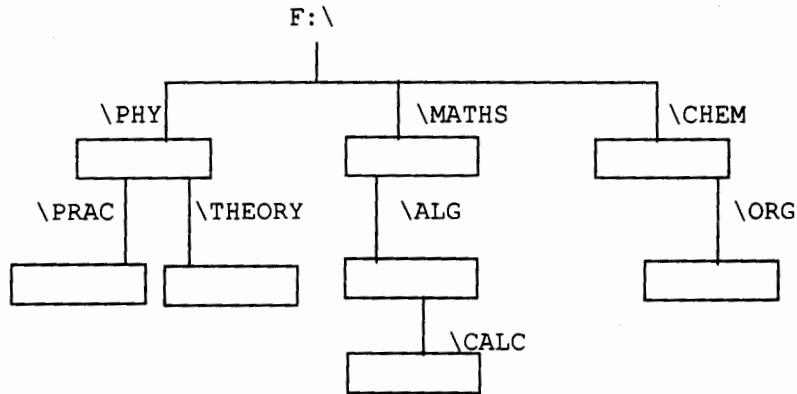 F:\
\PHY \MATHS \CHEM
\PRAC \THEORY \ALG \ORG
\CALC